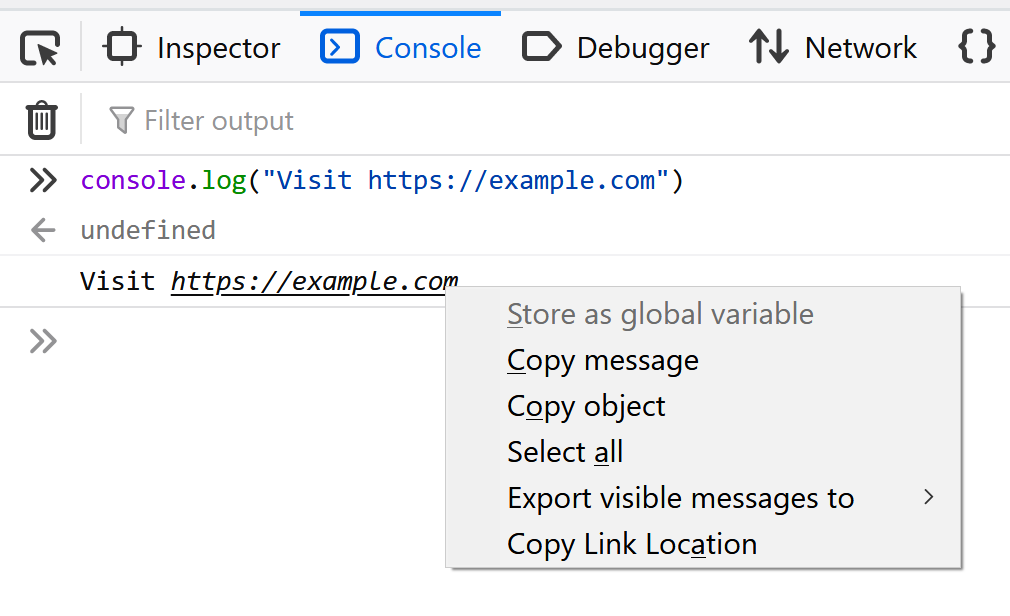 Inspector Console Debugger Network {}
Filter output
console.log("Visit https://example.com")
undefined
Visit https://example.com
Store as global variable
Copy message
Copy object
Select all
Export visible messages to
Copy Link Location